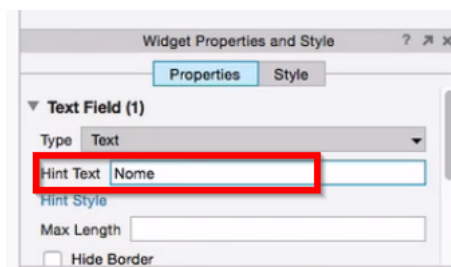 Widget Properties and Style ?
Properties Style
Text Field (1)
Type Text
Hint Text Nome
Hint Style
Max Length
Hide Border